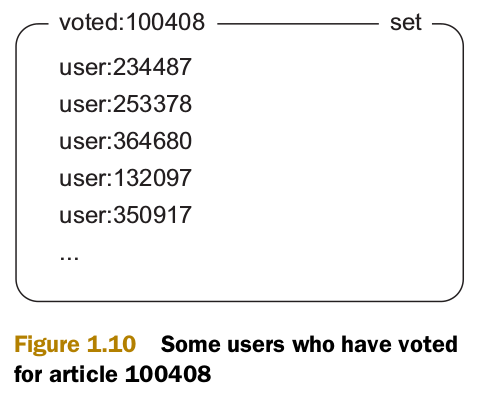 voted:100408 set
user:234487
user:253378
user:364680
user:132097
user:350917
...
Figure 1.10 Some users who have voted
for article 100408